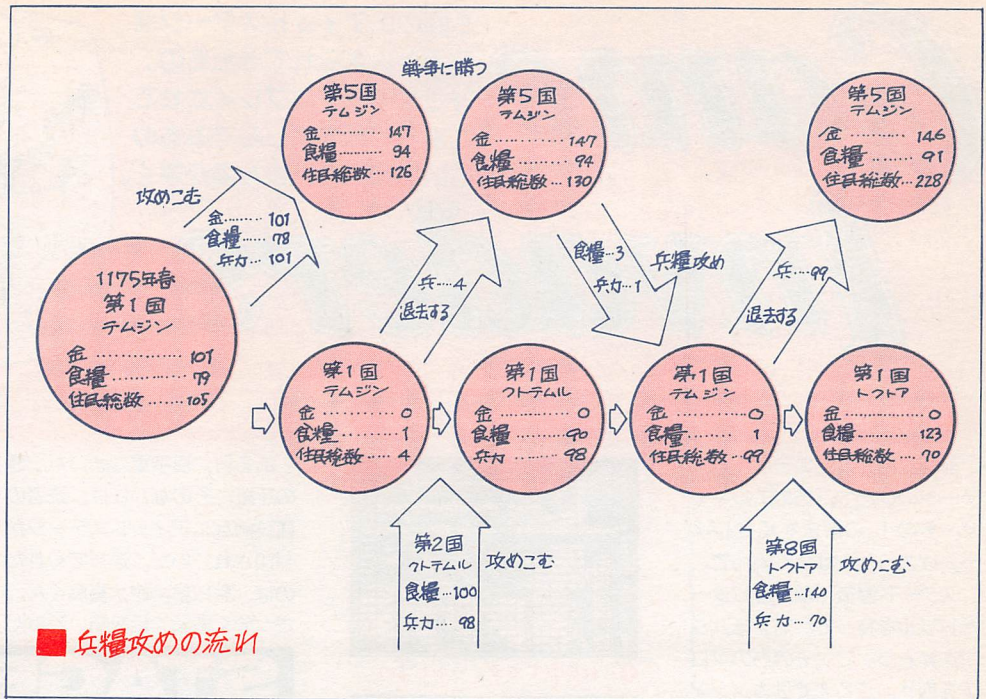 戦争に勝つ
第5国
テムジン
金………… 147
食糧……… 94
住民総数… 126
第5国
テムジン
金………… 147
食糧……… 94
住民総数… 130
第5国
テムジン
金………… 146
食糧……… 91
住民総数… 228
攻めこむ
金……… 101
食糧…… 78
兵力…… 101
1175年春
第1国
テムジン
金…………… 101
食糧………… 79
住民総数…… 105
兵…4
退去する
食糧…3
兵力…1
兵糧攻め
兵…99
退去する
第1国
テムジン
金………… 0
食糧……… 1
住民総数… 4
第1国
クトテムル
金………… 0
食糧……… 90
兵力……… 98
第1国
テムジン
金………… 0
食糧……… 1
住民総数… 99
第1国
トクトア
金………… 0
食糧……… 123
住民総数… 70
第2国
クトテムル
食糧…100
兵力…98
攻めこむ
第8国
トクトア
食糧…140
兵力…70
攻めこむ
■兵糧攻めの流れ